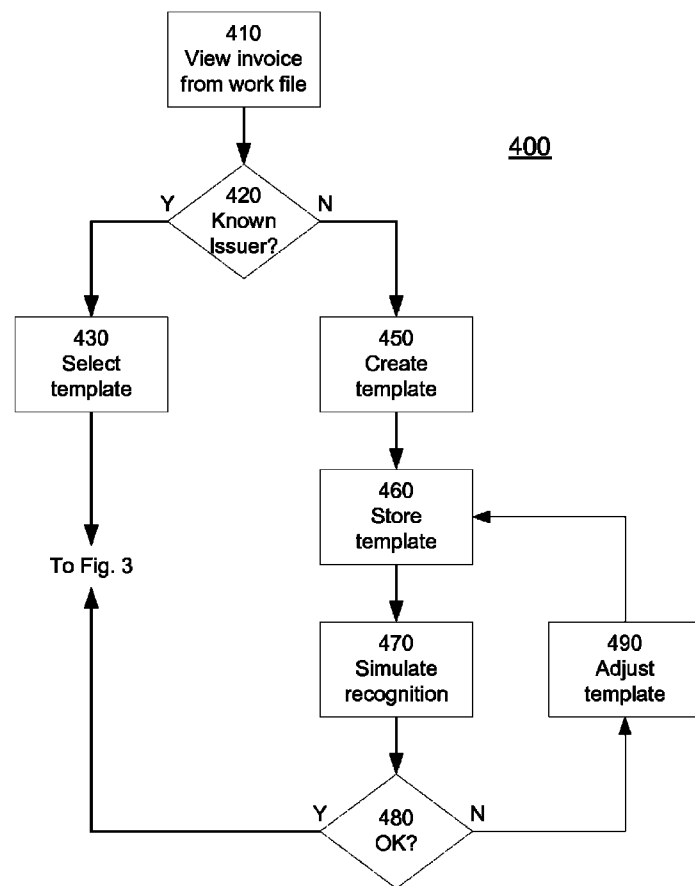 410
View invoice
from work file
400
Y
420
N
Known
Issuer?
430
Select
template
450
Create
template
460
Store
template
To Fig. 3
470
Simulate
recognition
490
Adjust
template
Y
480
N
OK?